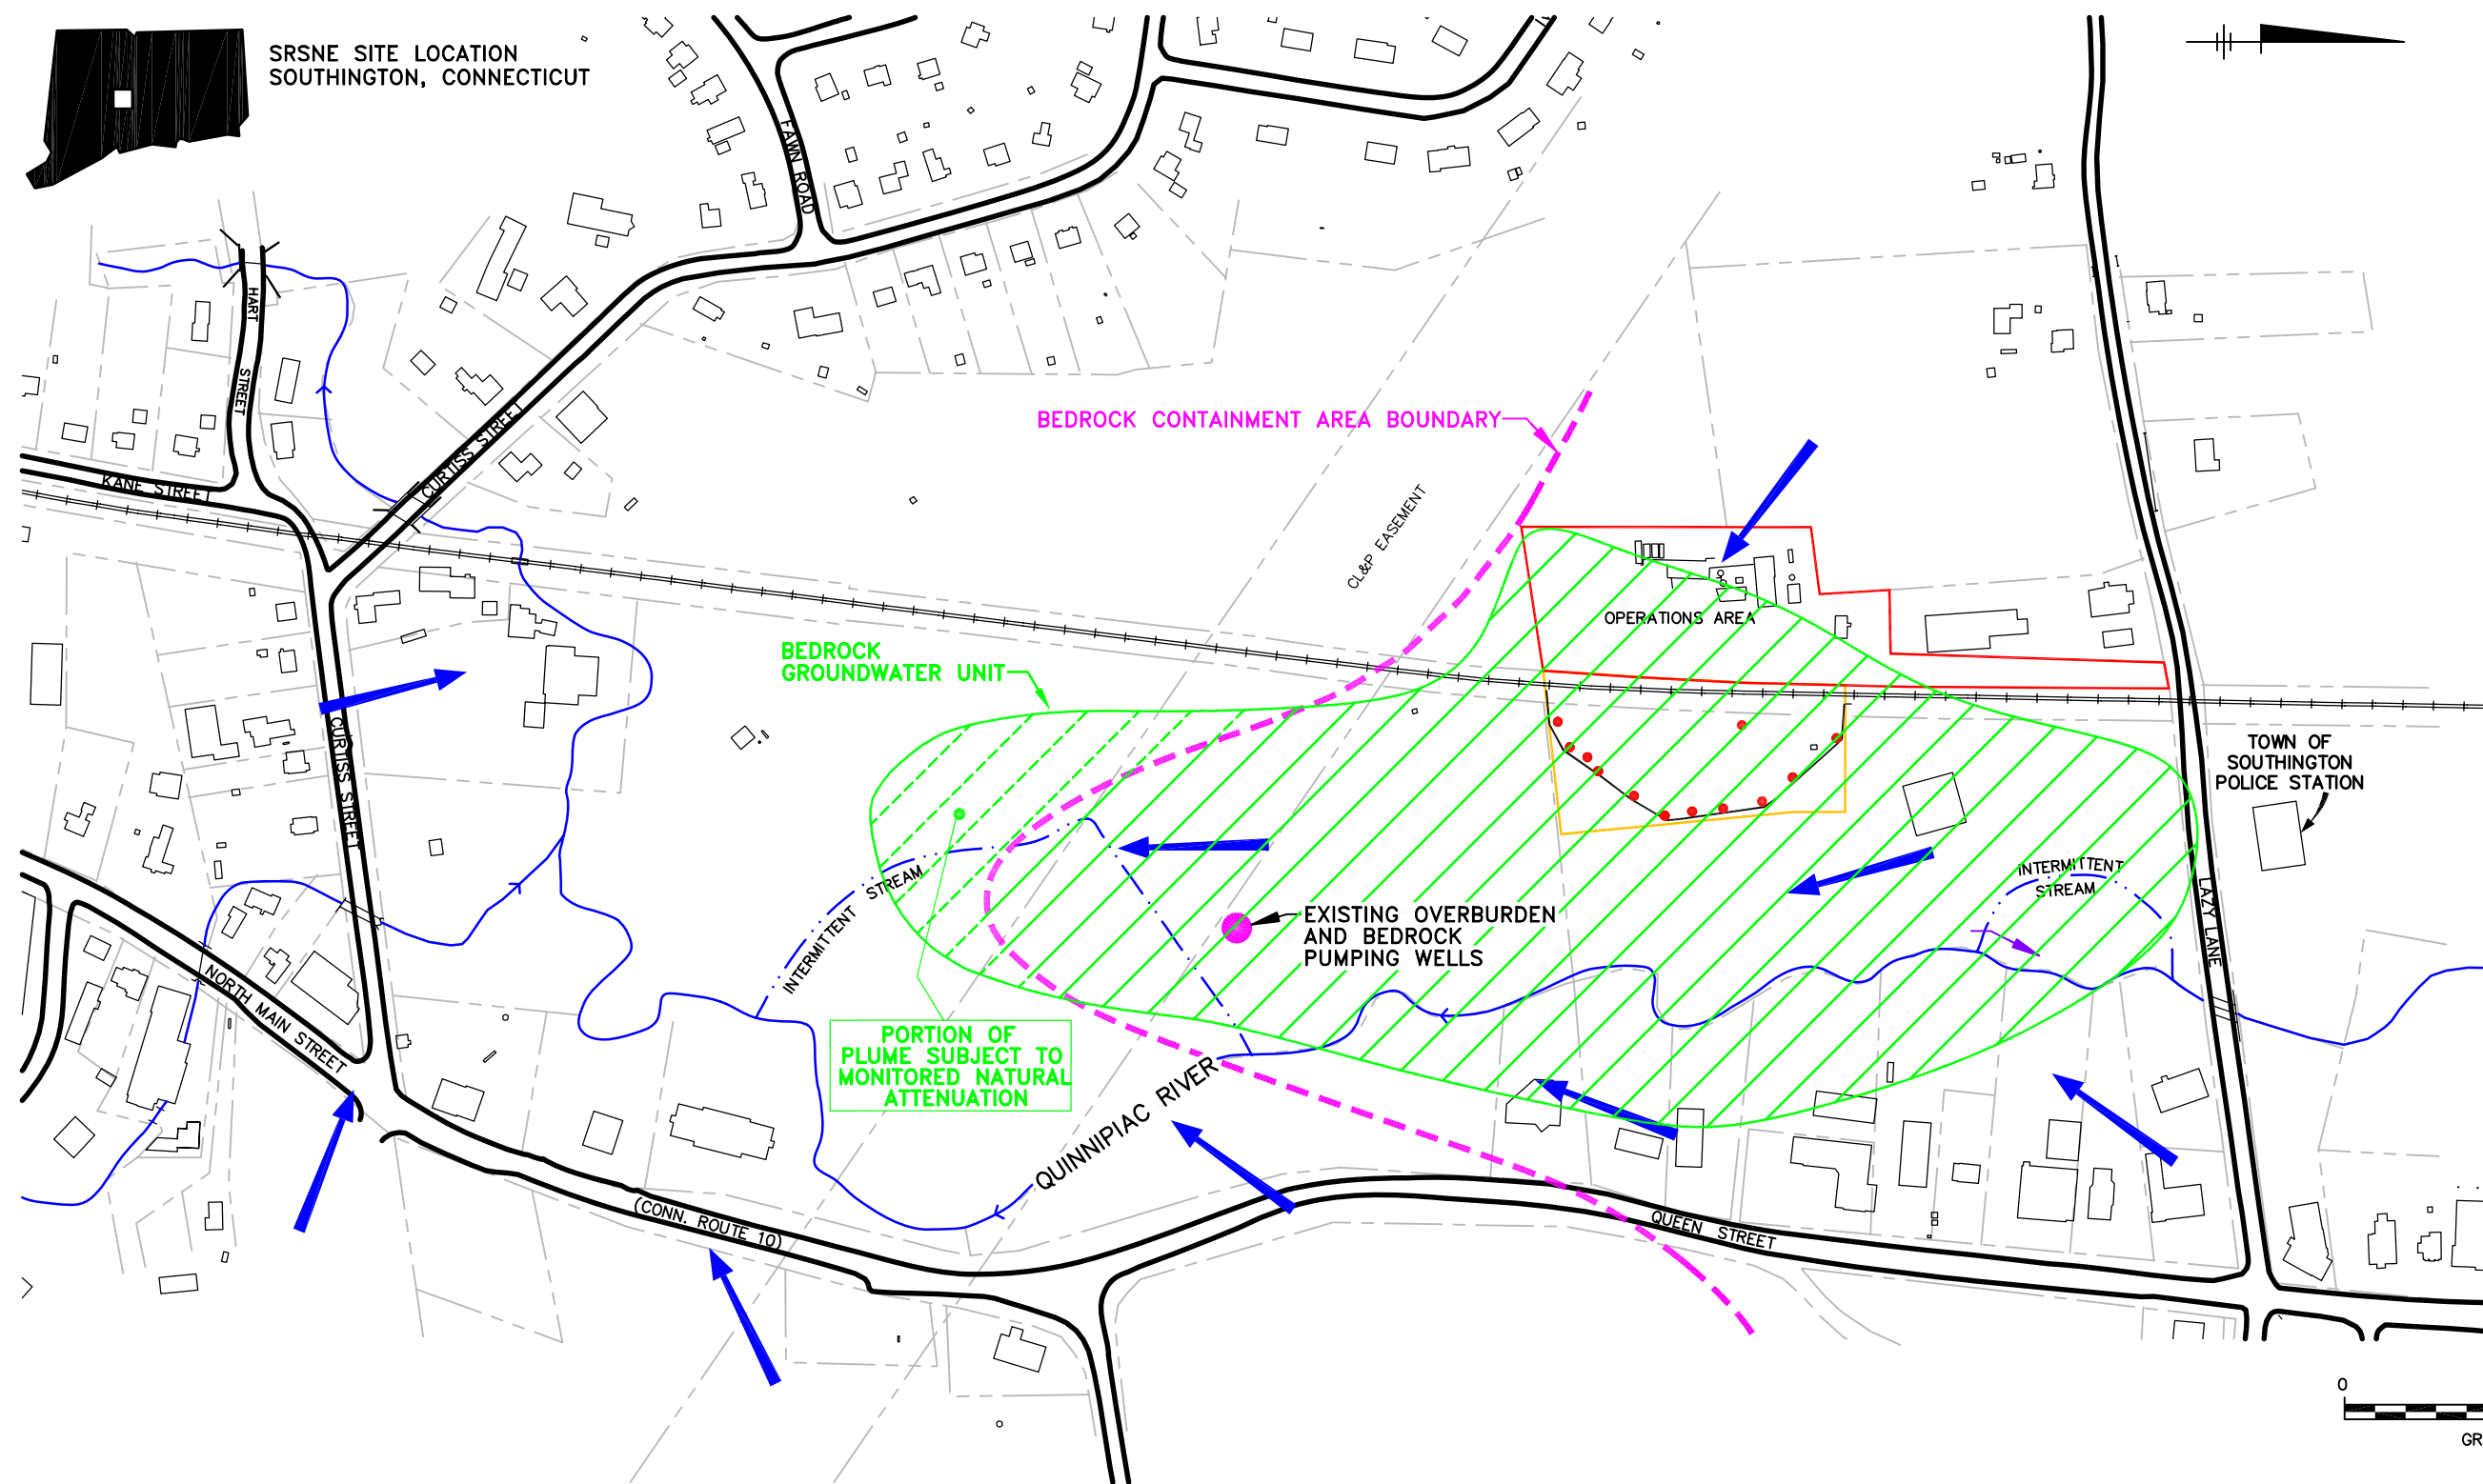 SRSNE SITE LOCATION
SOUTHINGTON, CONNECTICUT
FAWN ROAD
HART
STREET
KANE STREET
CURTISS STREET
BEDROCK CONTAINMENT AREA BOUNDARY
CL&P EASEMENT
OPERATIONS AREA
BEDROCK
GROUNDWATER UNIT
CURTISS STREET
TOWN OF
SOUTHINGTON
POLICE STATION
INTERMITTENT STREAM
INTERMITTENT
STREAM
LAZY LANE
EXISTING OVERBURDEN
AND BEDROCK
PUMPING WELLS
NORTH MAIN STREET
PORTION OF
PLUME SUBJECT TO
MONITORED NATURAL
ATTENUATION
QUINNIPIAC RIVER
(CONN. ROUTE 10)
QUEEN STREET
0
GR